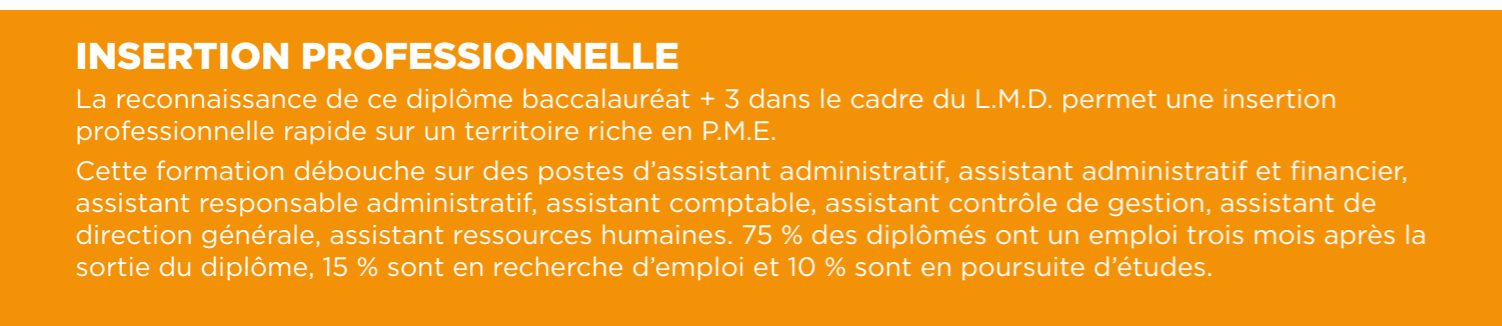 INSERTION PROFESSIONNELLE
La reconnaissance de ce diplôme baccalauréat + 3 dans le cadre du L.M.D. permet une insertion
professionnelle rapide sur un territoire riche en P.M.E.
Cette formation débouche sur des postes d'assistant administratif, assistant administratif et financier,
assistant responsable administratif, assistant comptable, assistant contrôle de gestion, assistant de
direction générale, assistant ressources humaines. 75 % des diplômés ont un emploi trois mois après la
sortie du diplôme, 15 % sont en recherche d'emploi et 10 % sont en poursuite d'études.